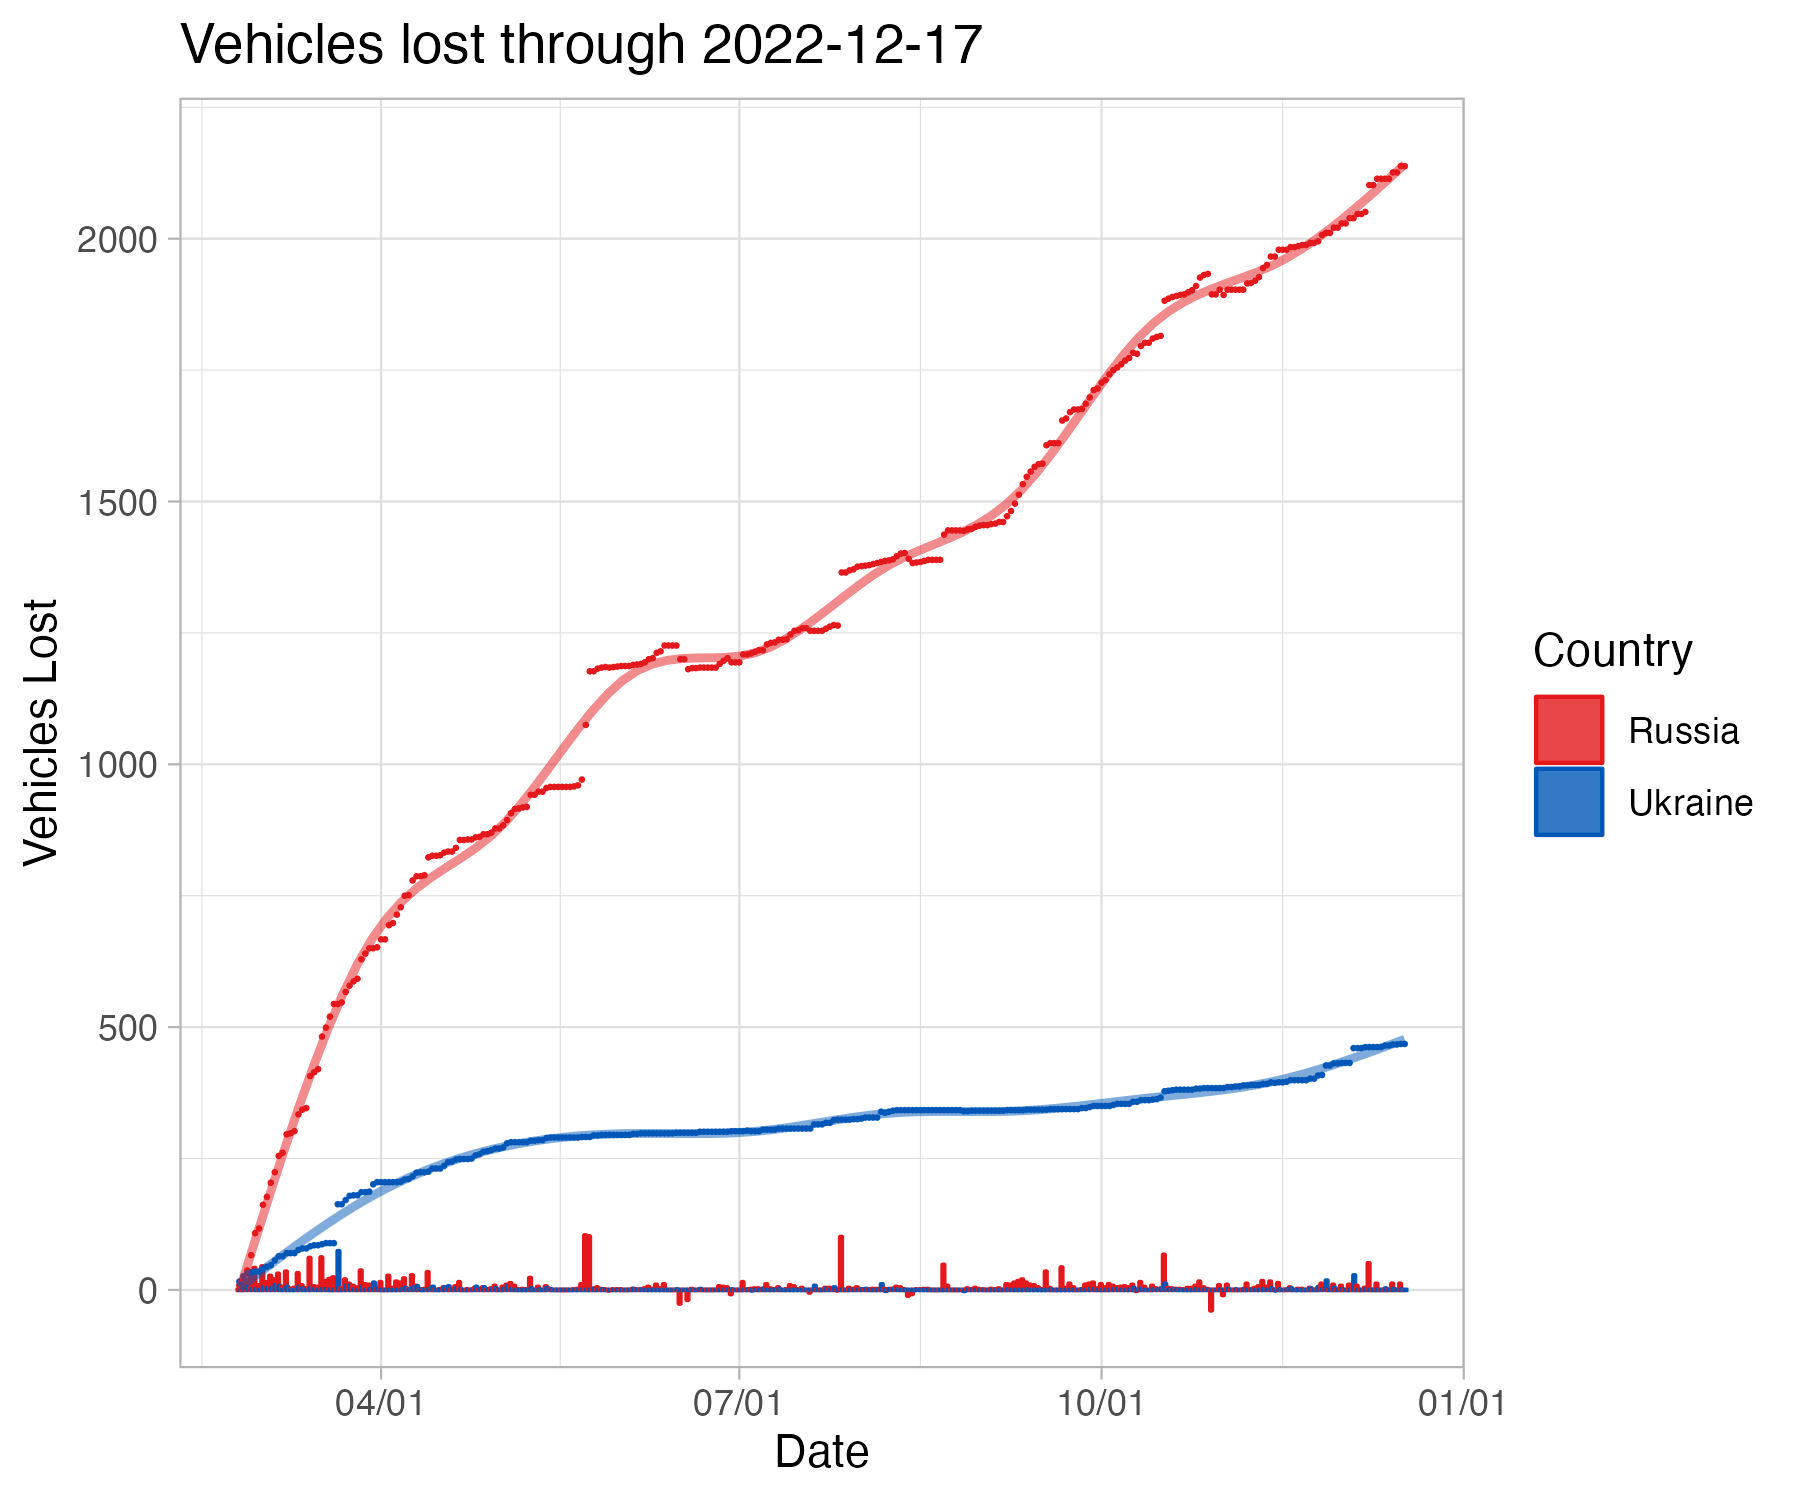 Vehicles lost through 2022-12-17
Vehicles Lost
2000
1500
1000
500
0
04/01
07/01
10/01
01/01
Date
Country
Russia
Ukraine